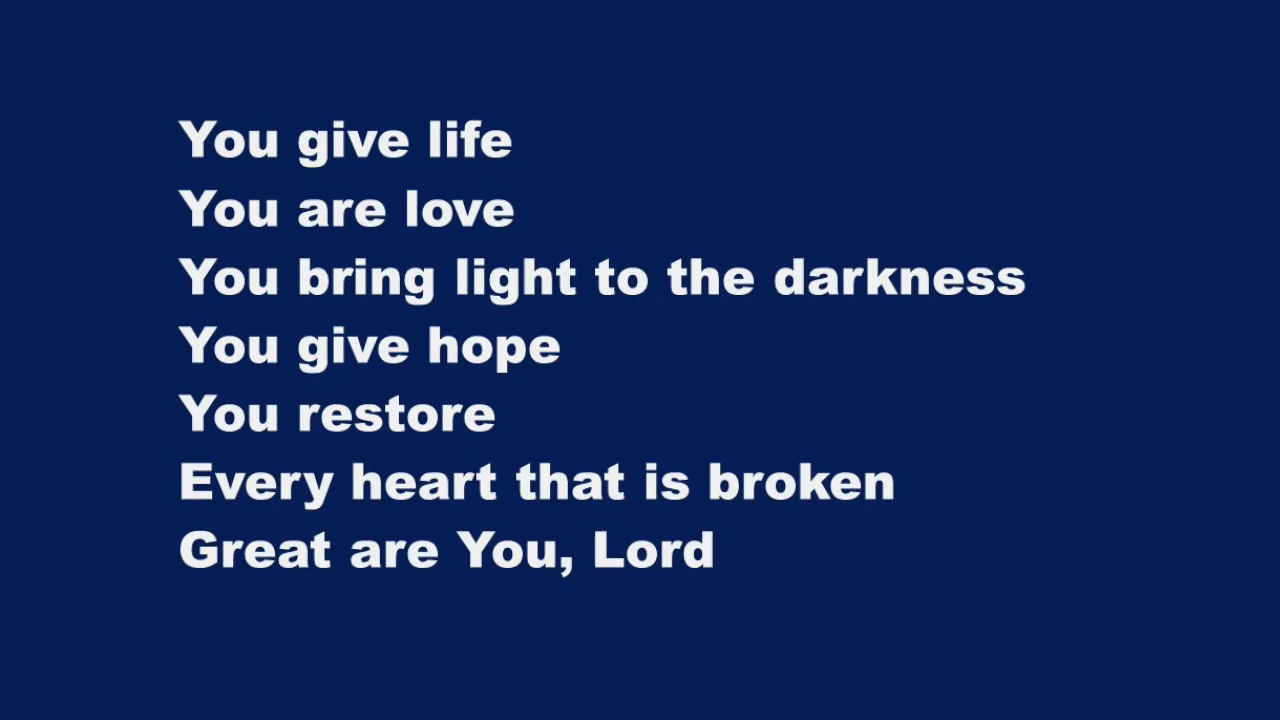 You give life
You are love
You bring light to the darkness
You give hope
You restore
Every heart that is broken
Great are You, Lord